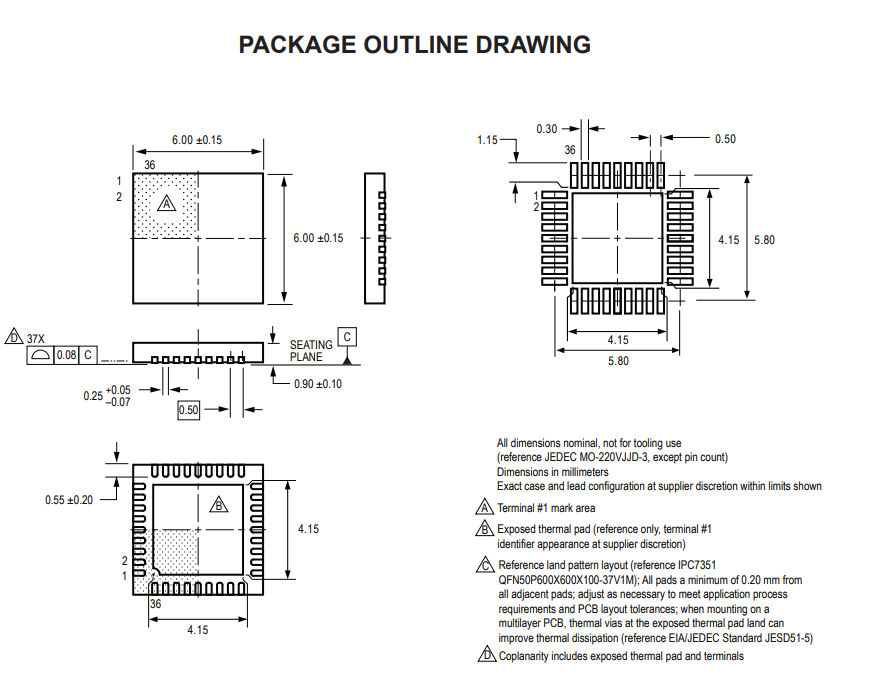 PACKAGE OUTLINE DRAWING
6.00 ±0.15
36
1
2
A
6.00 ±0.15
0.30
1.15
36
0.50
1
2
4.15
5.80
4.15
5.80
D 37X
0.08 C
SEATING
PLANE
C
0.25 +0.05
–0.07
0.50
0.90 ±0.10
0.55 ±0.20
B
4.15
2
1
36
4.15
All dimensions nominal, not for tooling use
(reference JEDEC MO-220VJJD-3, except pin count)
Dimensions in millimeters
Exact case and lead configuration at supplier discretion within limits shown
A Terminal #1 mark area
B Exposed thermal pad (reference only, terminal #1
identifier appearance at supplier discretion)
C Reference land pattern layout (reference IPC7351
QFN50P600X600X100-37V1M); All pads a minimum of 0.20 mm from
all adjacent pads; adjust as necessary to meet application process
requirements and PCB layout tolerances; when mounting on a
multilayer PCB, thermal vias at the exposed thermal pad land can
improve thermal dissipation (reference EIA/JEDEC Standard JESD51-5)
D Coplanarity includes exposed thermal pad and terminals